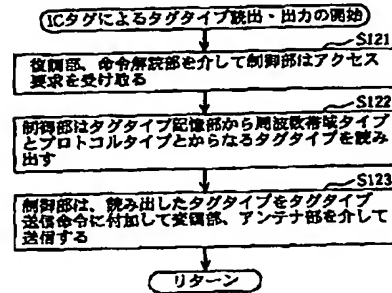 ICタグによるタグタイプ読出・出力の開始
S121
復調部、命令解読部を介して制御部はアクセス
要求を受け取る
S122
制御部はタグタイプ記憶部から周波数帯域タイプ
とプロトコルタイプとからなるタグタイプを読み
出す
S123
制御部は、読み出したタグタイプをタグタイプ
送信命令に付加して変調部、アンテナ部を介して
送信する
リターン